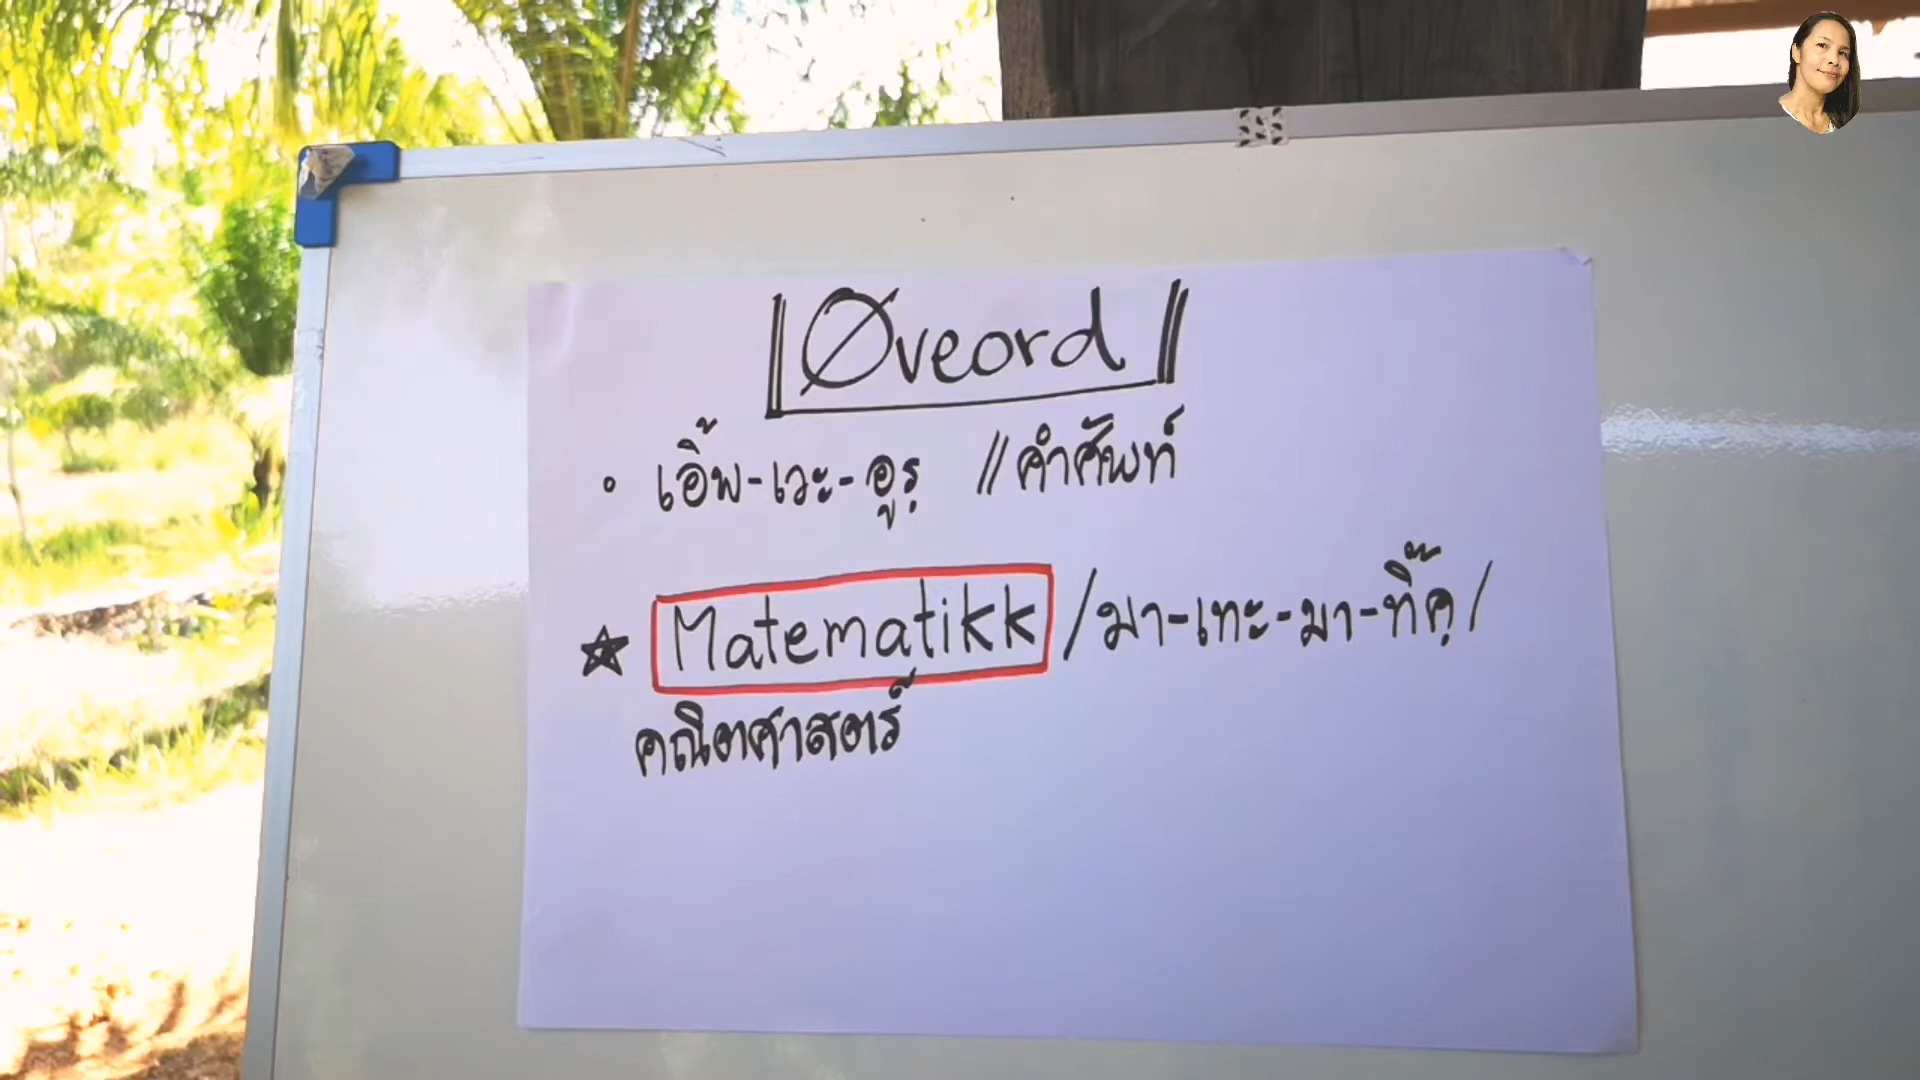 Øveord
• เอิ้พ-เวะ-อูรฺ // คำศัพท์
★ Matematikk /มา-เทะ-มา-ทิ๊คฺ/
คณิตศาสตร์